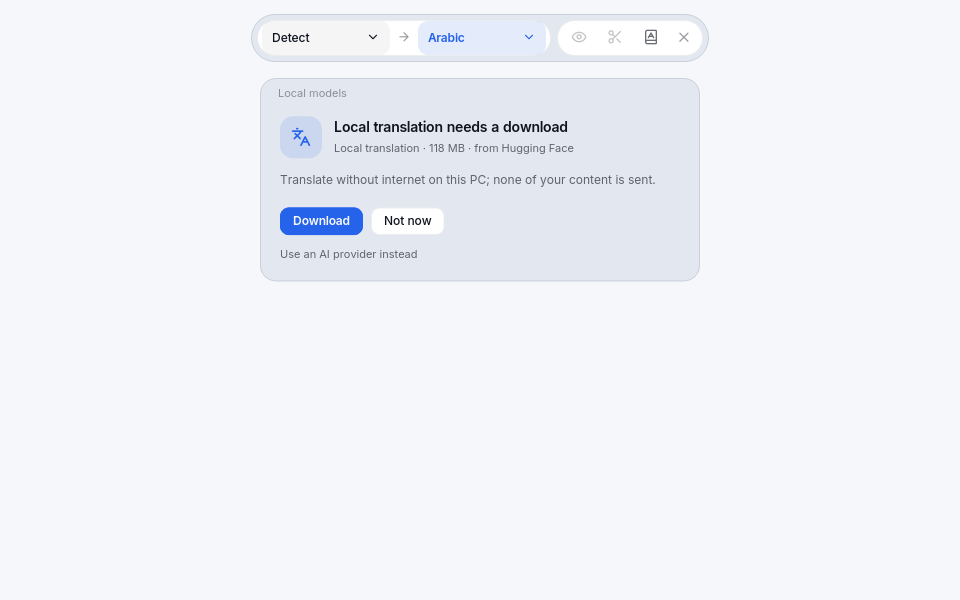 Detect
Arabic
Local models
Local translation needs a download
Local translation · 118 MB · from Hugging Face
Translate without internet on this PC; none of your content is sent.
Download
Not now
Use an AI provider instead